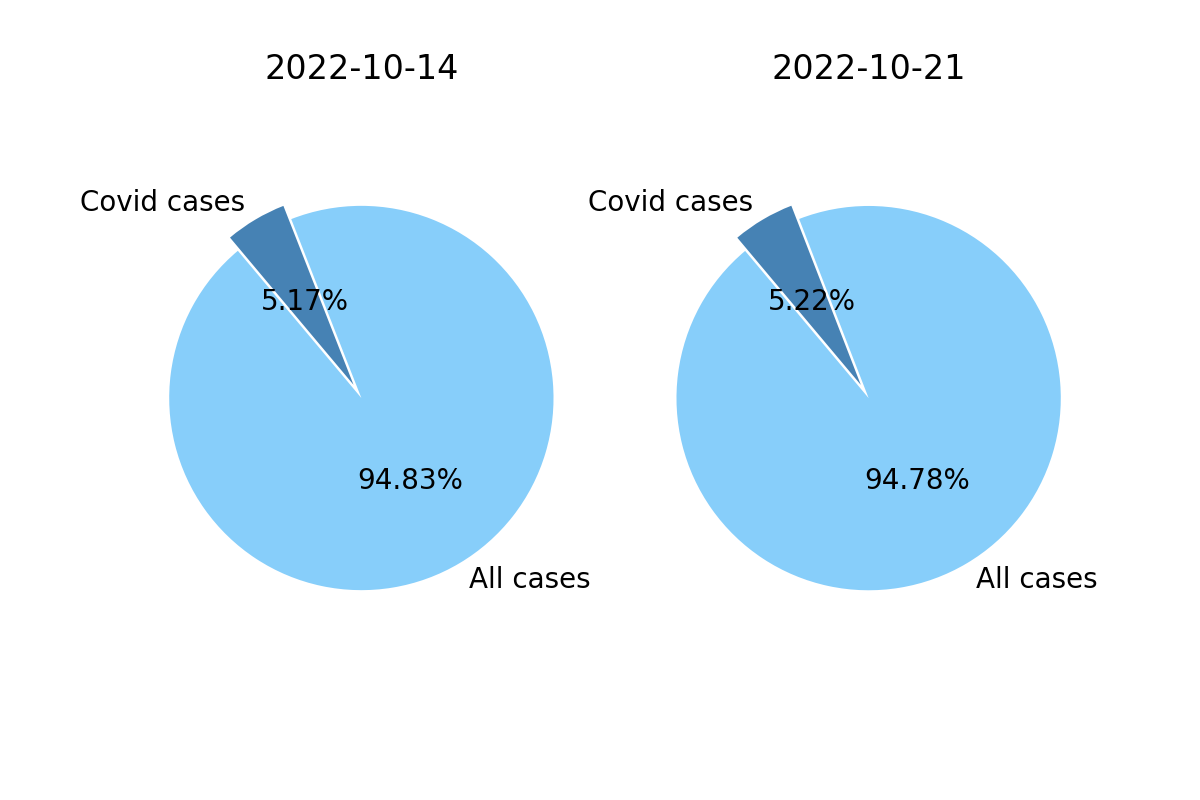 2022-10-14
Covid cases
5.17%
94.83%
All cases
2022-10-21
Covid cases
5.22%
94.78%
All cases